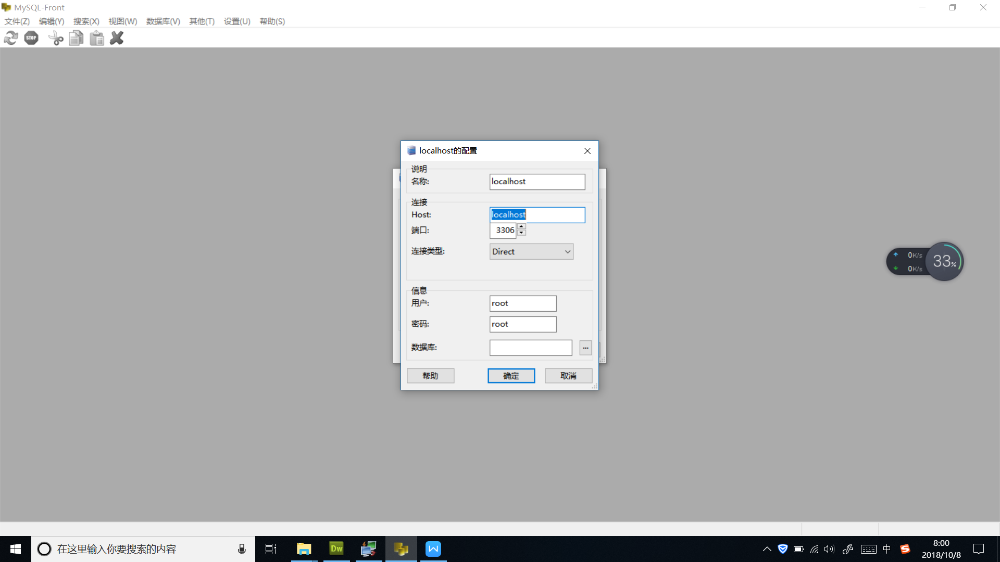 MySQL-Front
文件(Z) 编辑(Y) 搜索(X) 视图(W) 数据库(V) 其他(T) 设置(U) 帮助(S)
STOP
localhost的配置
说明
名称: localhost
连接
Host: localhost
端口: 3306
连接类型: Direct
信息
用户: root
密码: root
数据库: ...
帮助 确定 取消
0K/s
0K/s
33%
在这里输入你要搜索的内容
Dw
中
8:00
2018/10/8